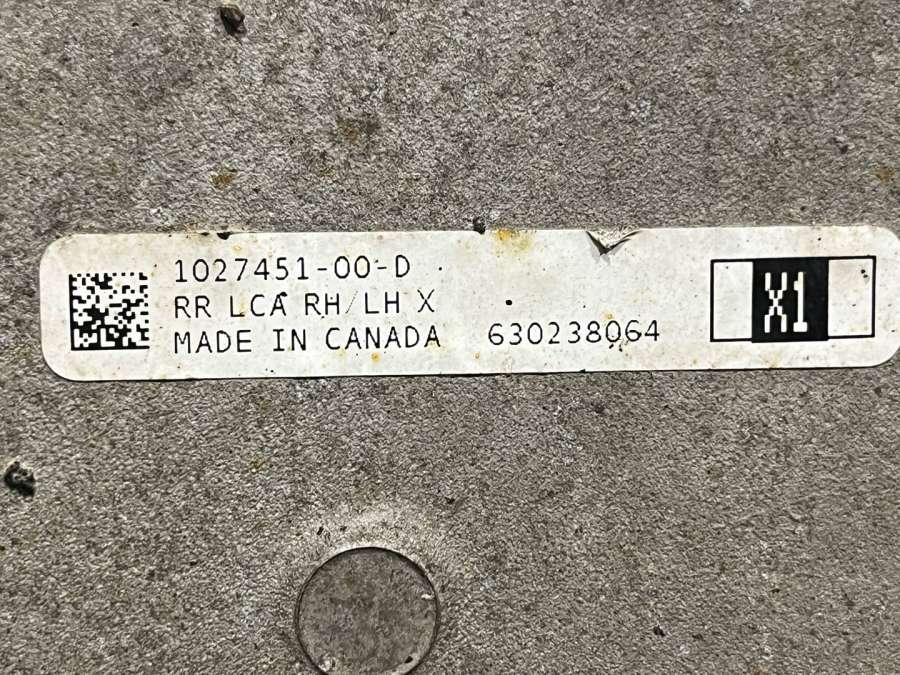 1027451-00-D
RR LCA RH/LH X
MADE IN CANADA 630238064
X1